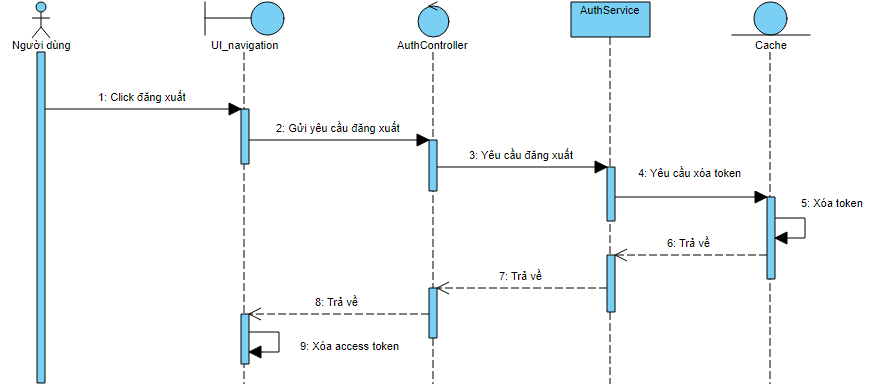 AuthService
Người dùng
UI_navigation
AuthController
Cache
1: Click đăng xuất
2: Gửi yêu cầu đăng xuất
3: Yêu cầu đăng xuất
4: Yêu cầu xóa token
5: Xóa token
6: Trả về
7: Trả về
8: Trả về
9: Xóa access token